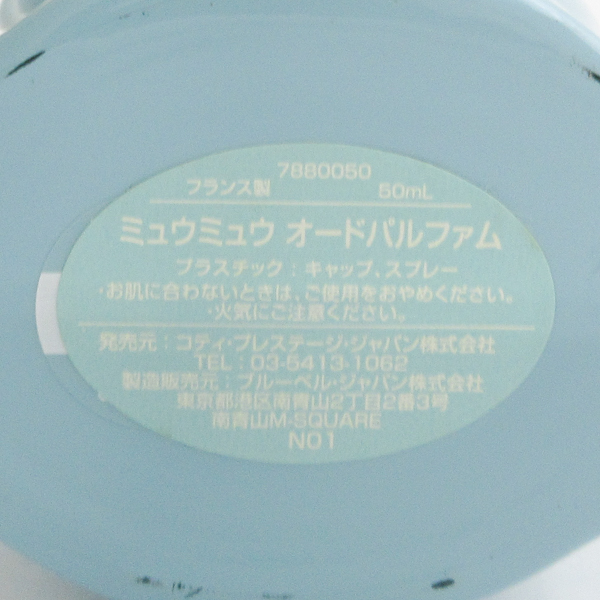 7880050
フランス製 50mL
ミュウミュウ オードパルファム
プラスチック：キャップ、スプレー
・お肌に合わないときは、ご使用をおやめください。
・火気にご注意ください。
発売元：コティ・プレステージ・ジャパン株式会社
TEL：03-5413-1062
製造販売元：ブルーベル・ジャパン株式会社
東京都港区南青山2丁目2番3号
南青山M-SQUARE
N01